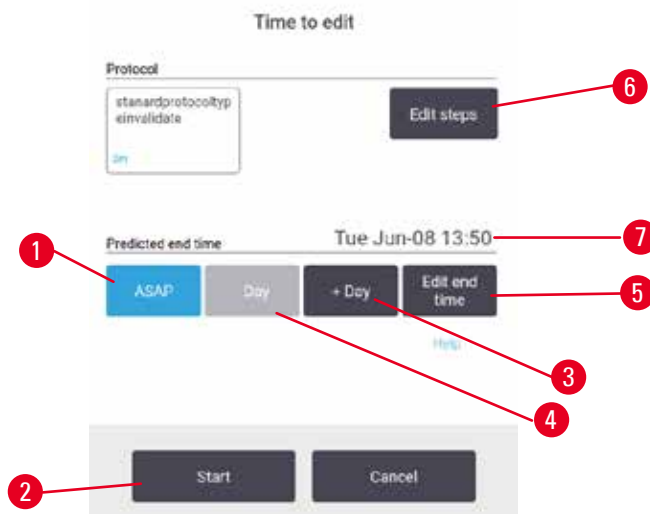 Time to edit
Protocol
stanardprotocoltyp
einvalidate
Edit steps
6
Predicted end time
Tue Jun-08 13:50
7
1
ASAP
Day
+ Day
Edit end
time
5
Help
3
4
Start
Cancel
2